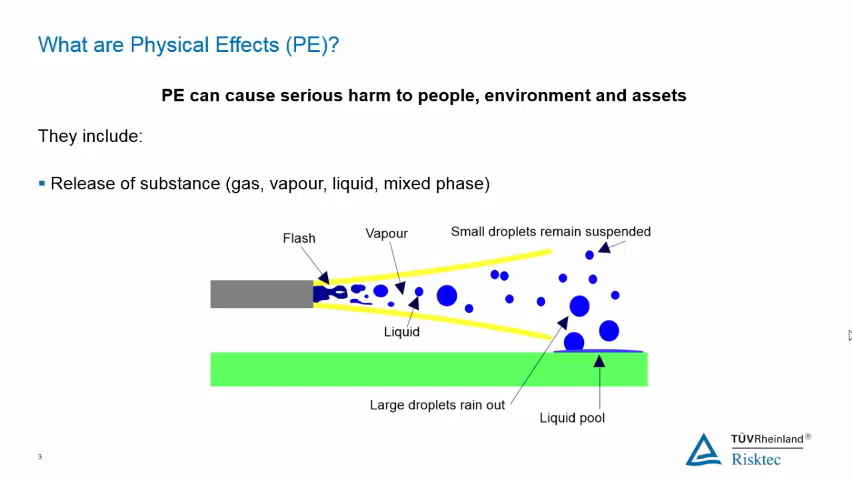 What are Physical Effects (PE)?
PE can cause serious harm to people, environment and assets
They include:
▪ Release of substance (gas, vapour, liquid, mixed phase)
Flash
Vapour
Small droplets remain suspended
Liquid
Large droplets rain out
Liquid pool
3
TÜVRheinland®
Risktec